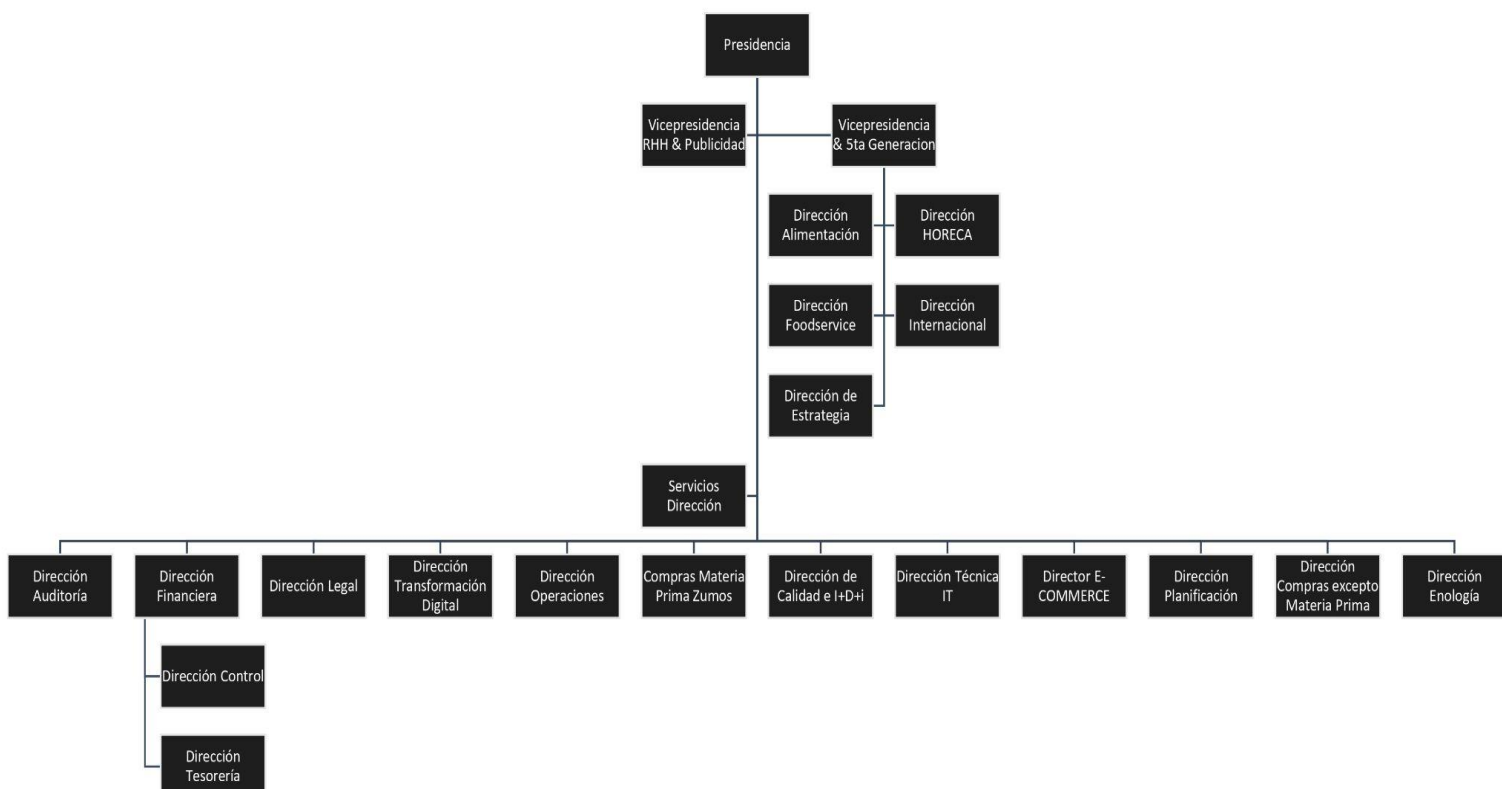 Presidencia
Vicepresidencia
RHH & Publicidad
Vicepresidencia
& 5ta Generacion
Dirección
Alimentación
Dirección
HORECA
Dirección
Foodservice
Dirección
Internacional
Dirección de
Estrategia
Servicios
Dirección
Dirección
Auditoría
Dirección
Financiera
Dirección Legal
Dirección
Transformación
Digital
Dirección
Operaciones
Compras Materia
Prima Zumos
Dirección de
Calidad e I+D+i
Dirección Técnica
IT
Director E-
COMMERCE
Dirección
Planificación
Dirección
Compras excepto
Materia Prima
Dirección
Enología
Dirección Control
Dirección
Tesorería